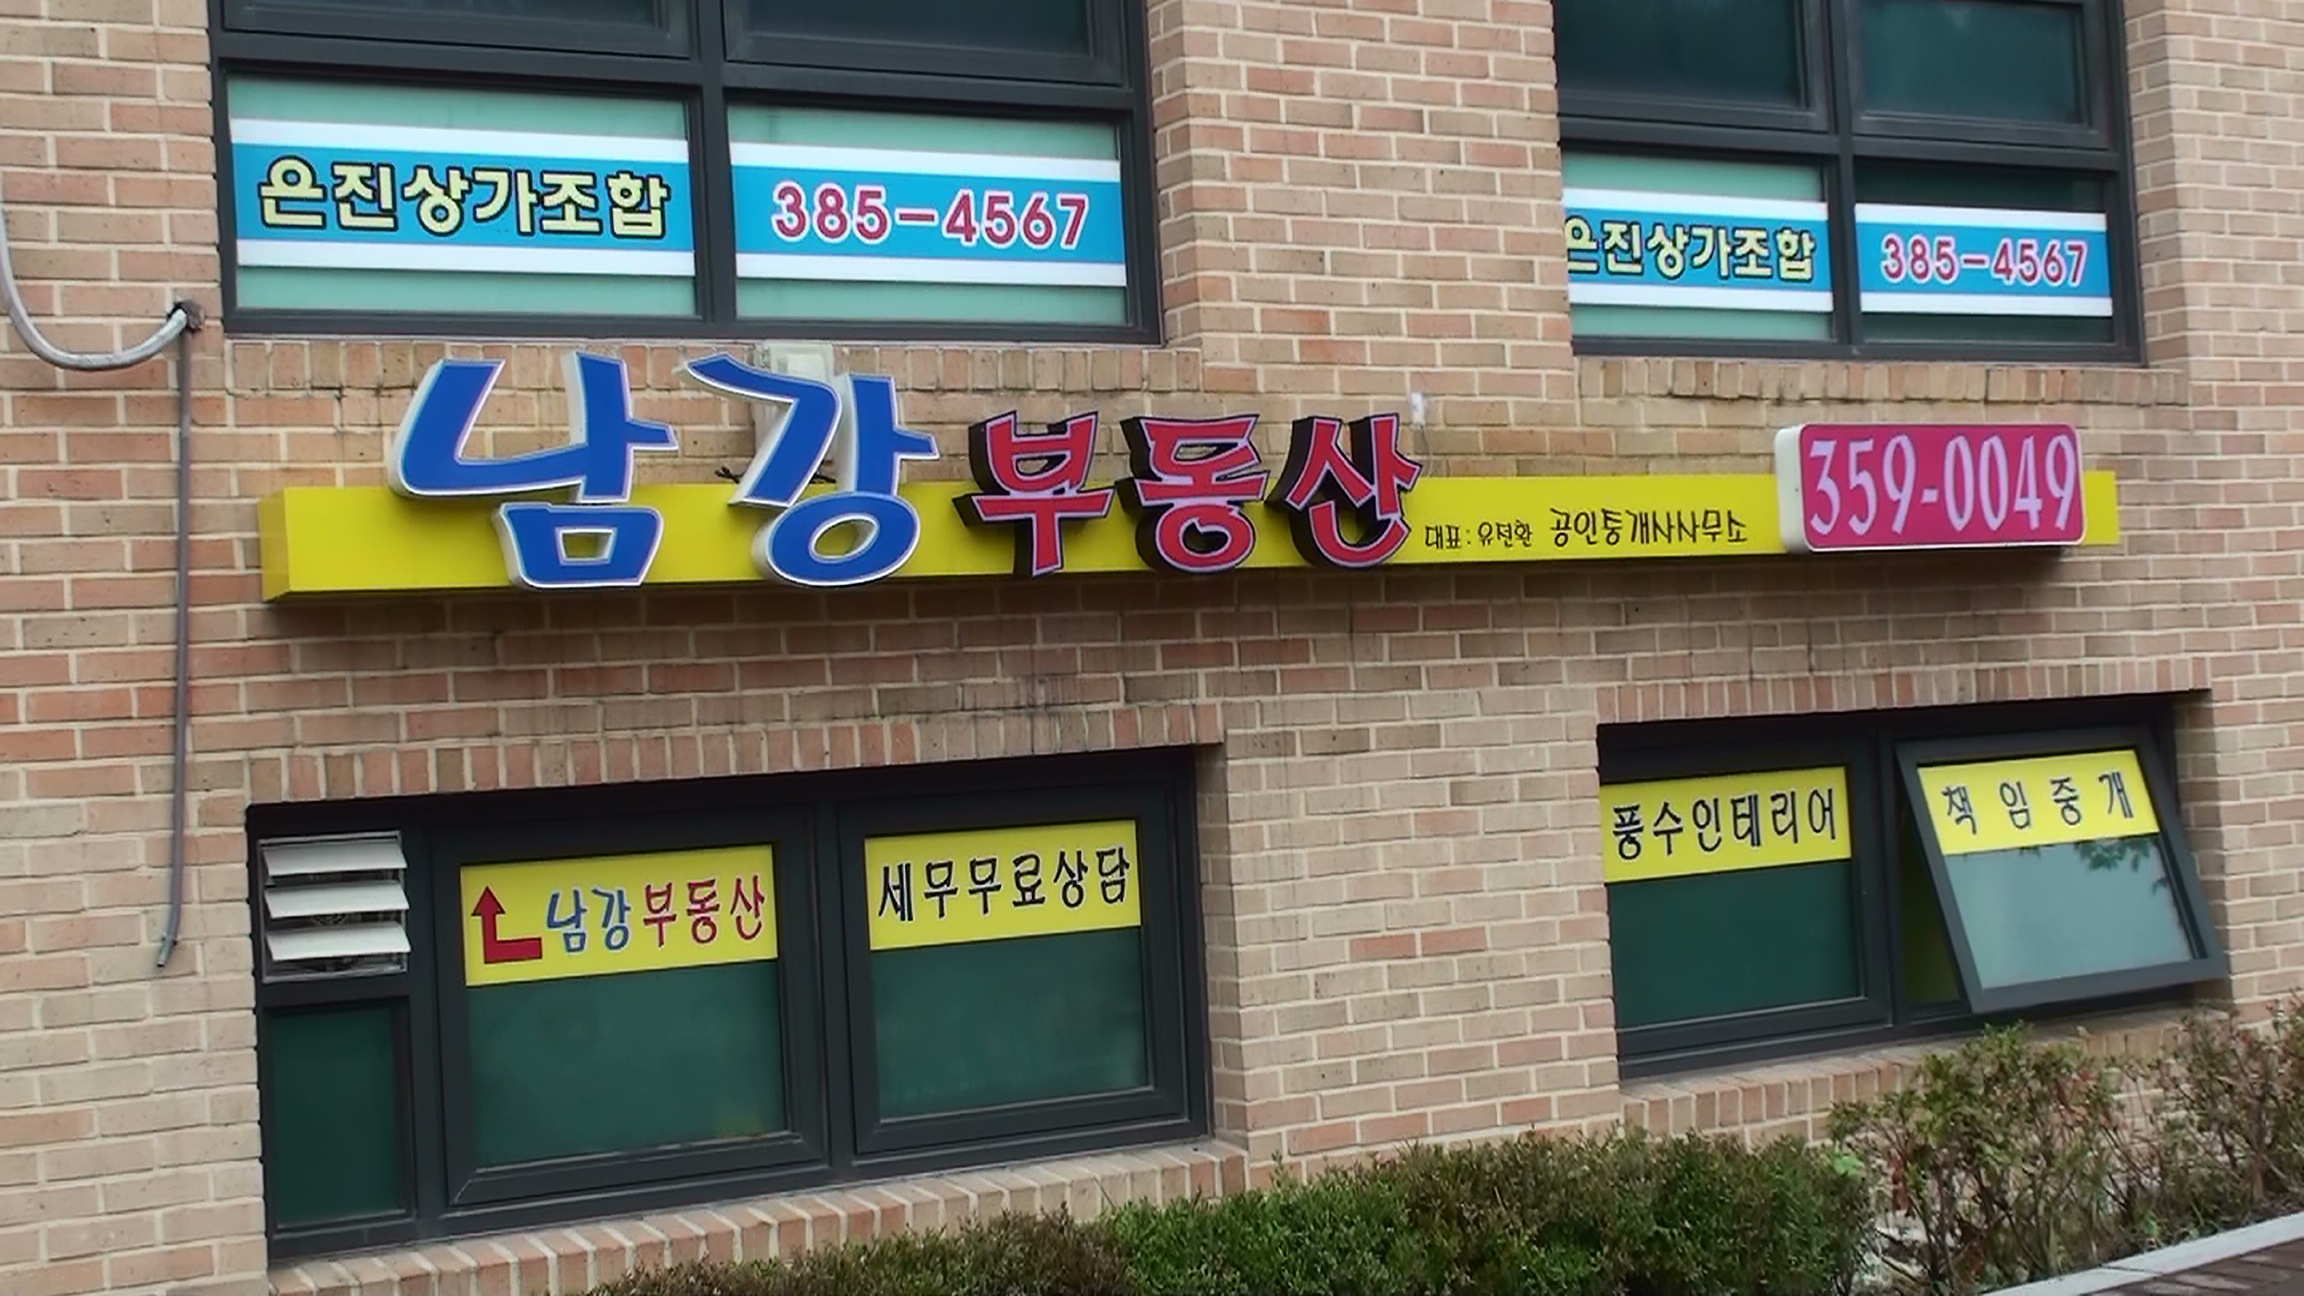 은진상가조합 385-4567
은진상가조합 385-4567
남강부동산 대표:유선환 공인중개사사무소 359-0049
남강부동산 세무무료상담
풍수인테리어 책임중개